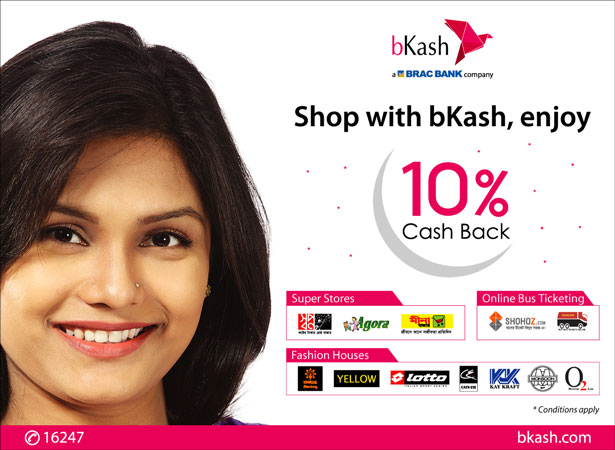 bKash
a BRAC BANK company
Shop with bKash, enjoy
10%
Cash Back
Super Stores
Agora
মীনা
Online Bus Ticketing
SHOHOZ.com
Fashion Houses
YELLOW
lotto
CATS EYE
KAY KRAFT
O2
* Conditions apply
16247
bkash.com